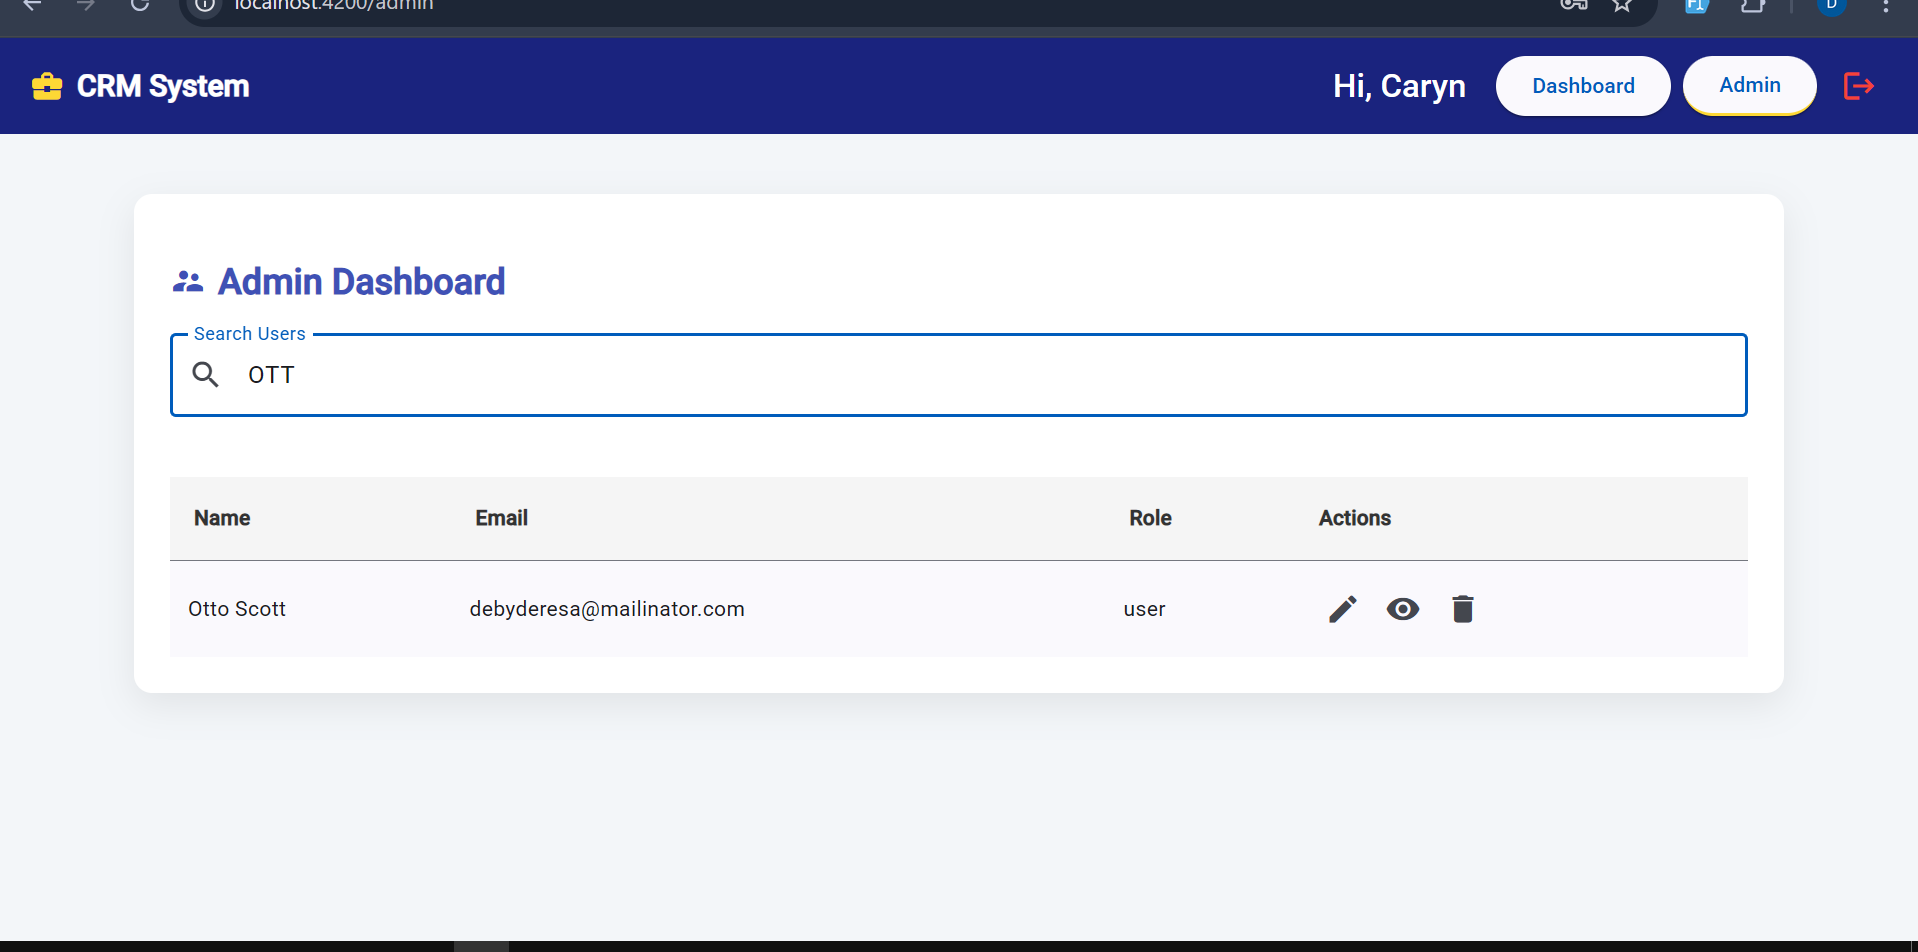 localhost:4200/admin
D
CRM System
Hi, Caryn
Dashboard
Admin
Admin Dashboard
Search Users
OTT
Name Email Role Actions
Otto Scott debyderesa@mailinator.com user